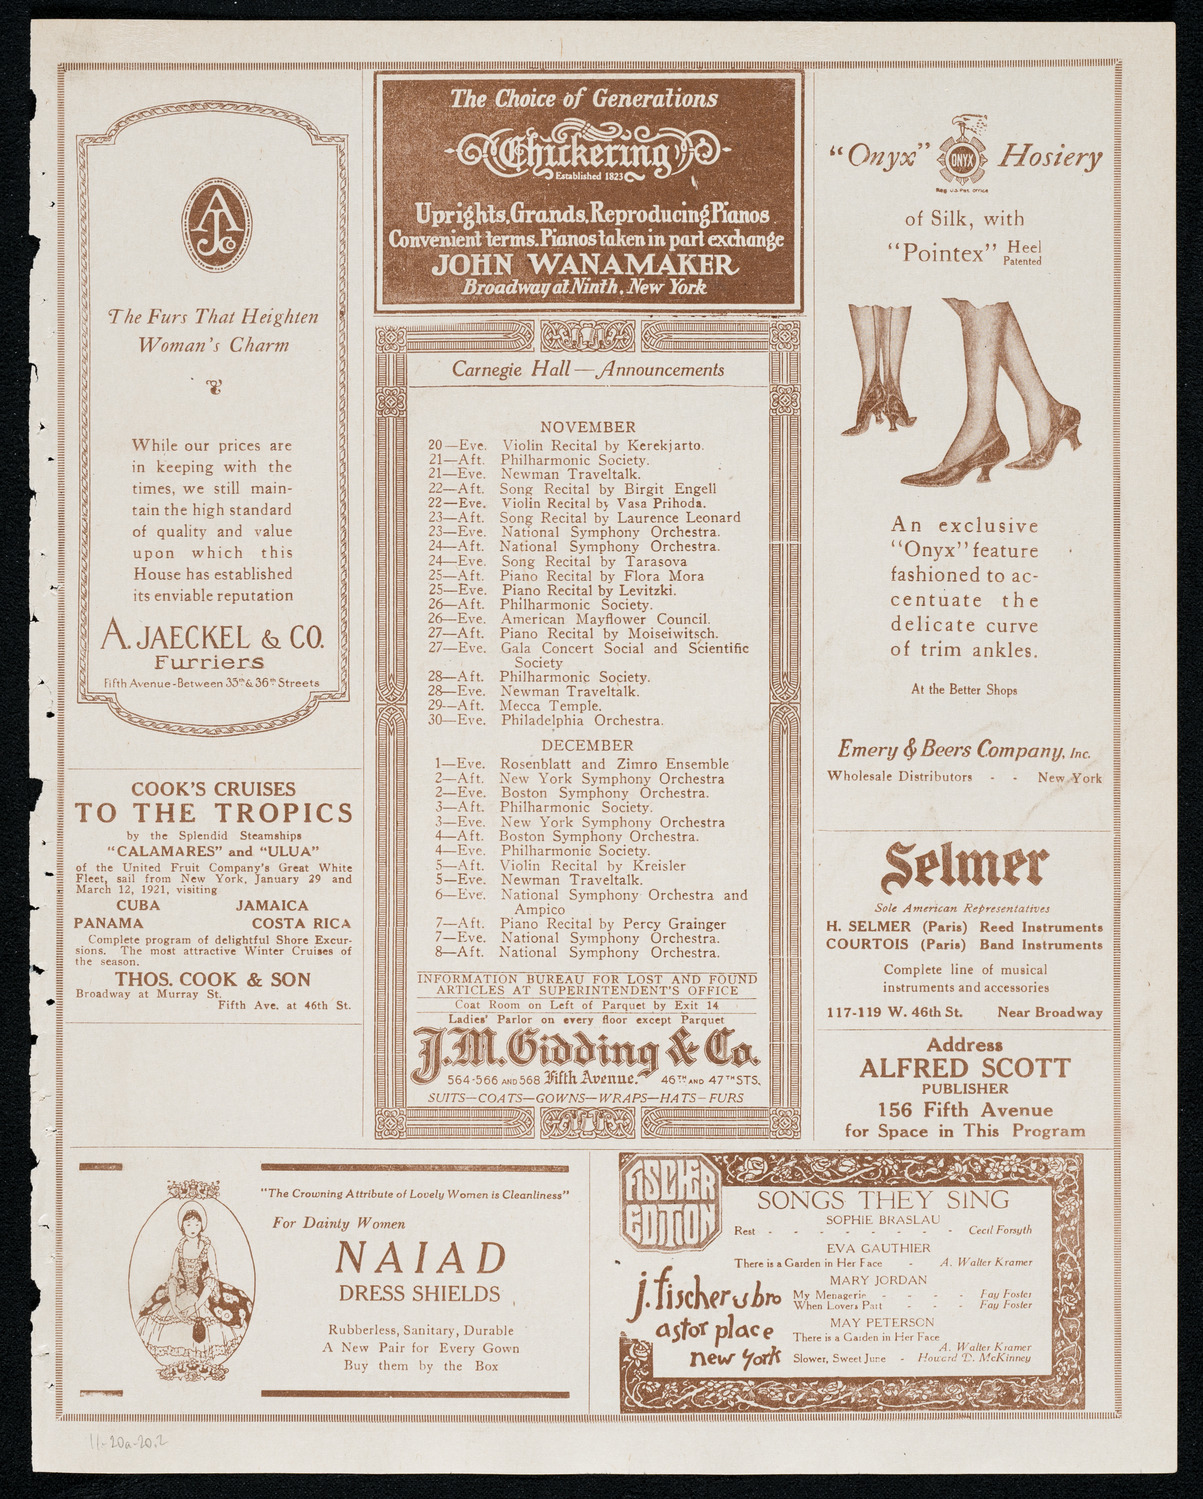 AJCo
The Furs That Heighten
Woman's Charm
While our prices are
in keeping with the
times, we still main-
tain the high standard
of quality and value
upon which this
House has established
its enviable reputation
A. JAECKEL & CO.
Furriers
Fifth Avenue-Between 35th & 36th Streets
COOK'S CRUISES
TO THE TROPICS
by the Splendid Steamships
"CALAMARES" and "ULUA"
of the United Fruit Company's Great White
Fleet, sail from New York, January 29 and
March 12, 1921, visiting
CUBA JAMAICA
PANAMA COSTA RICA
Complete program of delightful Shore Excur-
sions. The most attractive Winter Cruises of
the season.
THOS. COOK & SON
Broadway at Murray St.
Fifth Ave. at 46th St.
The Choice of Generations
Chickering
Established 1823
Uprights, Grands, Reproducing Pianos
Convenient terms. Pianos taken in part exchange
JOHN WANAMAKER
Broadway at Ninth, New York
Carnegie Hall—Announcements
NOVEMBER
20—Eve. Violin Recital by Kerekjarto.
21—Aft. Philharmonic Society.
21—Eve. Newman Traveltalk.
22—Aft. Song Recital by Birgit Engell
22—Eve. Violin Recital by Vasa Prihoda.
23—Aft. Song Recital by Laurence Leonard
23—Eve. National Symphony Orchestra.
24—Aft. National Symphony Orchestra.
24—Eve. Song Recital by Tarasova
25—Aft. Piano Recital by Flora Mora
25—Eve. Piano Recital by Levitzki.
26—Aft. Philharmonic Society.
26—Eve. American Mayflower Council.
27—Aft. Piano Recital by Moiseiwitsch.
27—Eve. Gala Concert Social and Scientific
Society
28—Aft. Philharmonic Society.
28—Eve. Newman Traveltalk.
29—Aft. Mecca Temple.
30—Eve. Philadelphia Orchestra.
DECEMBER
1—Eve. Rosenblatt and Zimro Ensemble
2—Aft. New York Symphony Orchestra
2—Eve. Boston Symphony Orchestra.
3—Aft. Philharmonic Society.
3—Eve. New York Symphony Orchestra
4—Aft. Boston Symphony Orchestra.
4—Eve. Philharmonic Society.
5—Aft. Violin Recital by Kreisler
5—Eve. Newman Traveltalk.
6—Eve. National Symphony Orchestra and
Ampico
7—Aft. Piano Recital by Percy Grainger
7—Eve. National Symphony Orchestra.
8—Aft. National Symphony Orchestra.
INFORMATION BUREAU FOR LOST AND FOUND
ARTICLES AT SUPERINTENDENT'S OFFICE
Coat Room on Left of Parquet by Exit 14
Ladies' Parlor on every floor except Parquet
J.M. Gidding & Co.
564-566 AND 568 Fifth Avenue. 46TH AND 47TH STS.
SUITS—COATS—GOWNS—WRAPS—HATS—FURS
"Onyx" ONYX Hosiery
Reg. U.S. Pat. Office
of Silk, with
"Pointex" Heel
Patented
An exclusive
"Onyx" feature
fashioned to ac-
centuate the
delicate curve
of trim ankles.
At the Better Shops
Emery & Beers Company, Inc.
Wholesale Distributors - - New York
Selmer
Sole American Representatives
H. SELMER (Paris) Reed Instruments
COURTOIS (Paris) Band Instruments
Complete line of musical
instruments and accessories
117-119 W. 46th St. Near Broadway
Address
ALFRED SCOTT
PUBLISHER
156 Fifth Avenue
for Space in This Program
"The Crowning Attribute of Lovely Women is Cleanliness"
For Dainty Women
NAIAD
DRESS SHIELDS
Rubberless, Sanitary, Durable
A New Pair for Every Gown
Buy them by the Box
FISCHER
EDITION
j. fischer & bro
astor place
new york
SONGS THEY SING
SOPHIE BRASLAU
Rest - - - - - - - - Cecil Forsyth
EVA GAUTHIER
There is a Garden in Her Face - A. Walter Kramer
MARY JORDAN
My Menagerie - - - - Fay Foster
When Lovers Part - - - Fay Foster
MAY PETERSON
There is a Garden in Her Face
A. Walter Kramer
Slower, Sweet June - Howard D. McKinney
11-20a-20.2